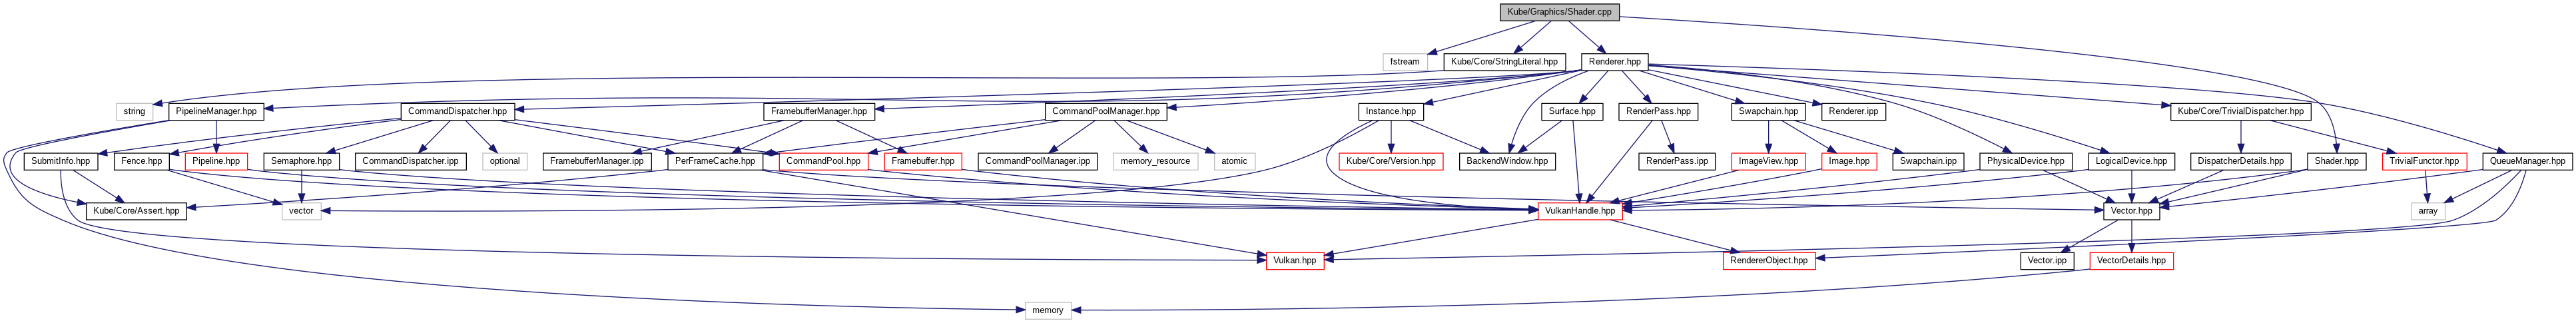 Kube/Graphics/Shader.cpp
fstream
Kube/Core/StringLiteral.hpp
Renderer.hpp
string
PipelineManager.hpp
CommandDispatcher.hpp
FramebufferManager.hpp
CommandPoolManager.hpp
Instance.hpp
Surface.hpp
RenderPass.hpp
Swapchain.hpp
Renderer.ipp
Kube/Core/TrivialDispatcher.hpp
SubmitInfo.hpp
Fence.hpp
Pipeline.hpp
Semaphore.hpp
CommandDispatcher.ipp
optional
FramebufferManager.ipp
PerFrameCache.hpp
CommandPool.hpp
Framebuffer.hpp
CommandPoolManager.ipp
memory_resource
atomic
Kube/Core/Version.hpp
BackendWindow.hpp
RenderPass.ipp
ImageView.hpp
Image.hpp
Swapchain.ipp
PhysicalDevice.hpp
LogicalDevice.hpp
DispatcherDetails.hpp
Shader.hpp
TrivialFunctor.hpp
QueueManager.hpp
Kube/Core/Assert.hpp
vector
VulkanHandle.hpp
Vector.hpp
array
Vulkan.hpp
RendererObject.hpp
Vector.ipp
VectorDetails.hpp
memory